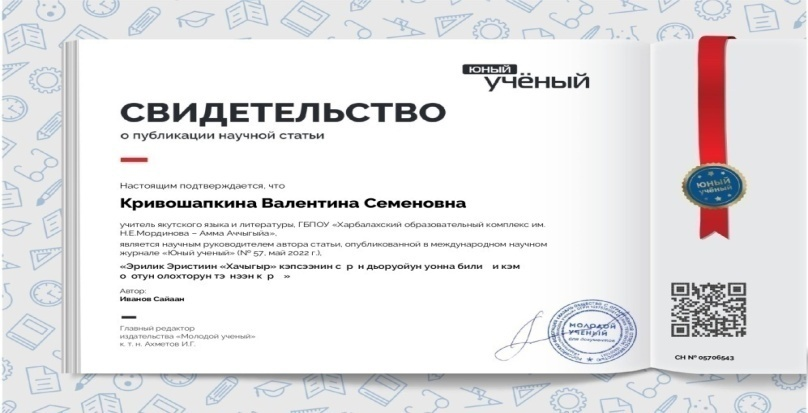 ЮНЫЙ
учёный
СВИДЕТЕЛЬСТВО
о публикации научной статьи
Настоящим подтверждается, что
Кривошапкина Валентина Семеновна
учитель якутского языка и литературы, ГБПОУ «Харбалахский образовательный комплекс им.
Н.Е.Мординова – Амма Аччыгыйа»,
является научным руководителем автора статьи, опубликованной в международном научном
журнале «Юный ученый» (№ 57, май 2022 г.),
«Эрилик Эристиин «Хачыгыр» кэпсээнин с р н дьоруойун уонна били и кэм
о отун олохторун тэ нээн к р »
Автор:
Иванов Сайаан
Главный редактор
издательства «Молодой ученый»
к. т. н. Ахметов И.Г.
МОЛОДОЙ
УЧЕНЫЙ
ЮНЫЙ
учёный
СН № 05706543